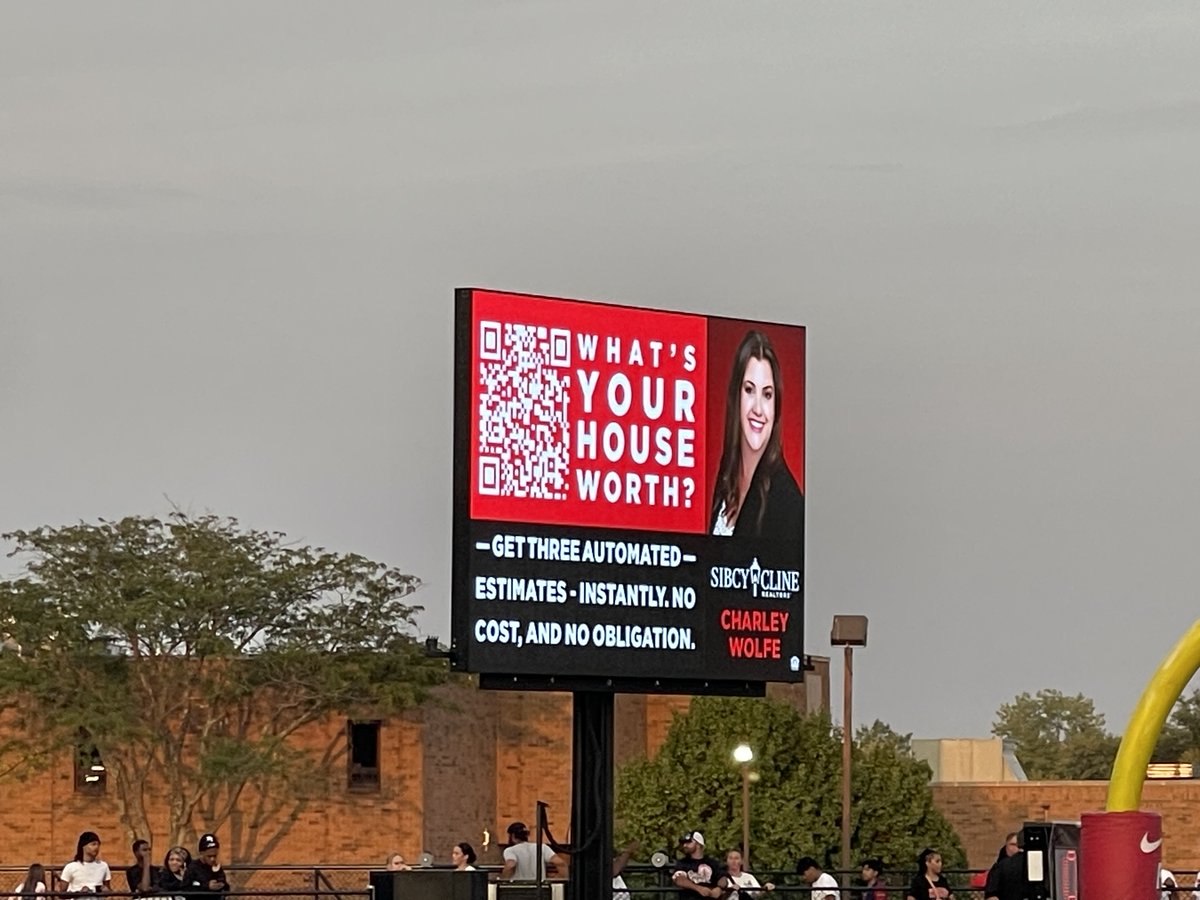 WHAT'S
YOUR
HOUSE
WORTH?
—GET THREE AUTOMATED—
ESTIMATES - INSTANTLY. NO
COST, AND NO OBLIGATION.
SIBCY CLINE
REALTORS
CHARLEY
WOLFE